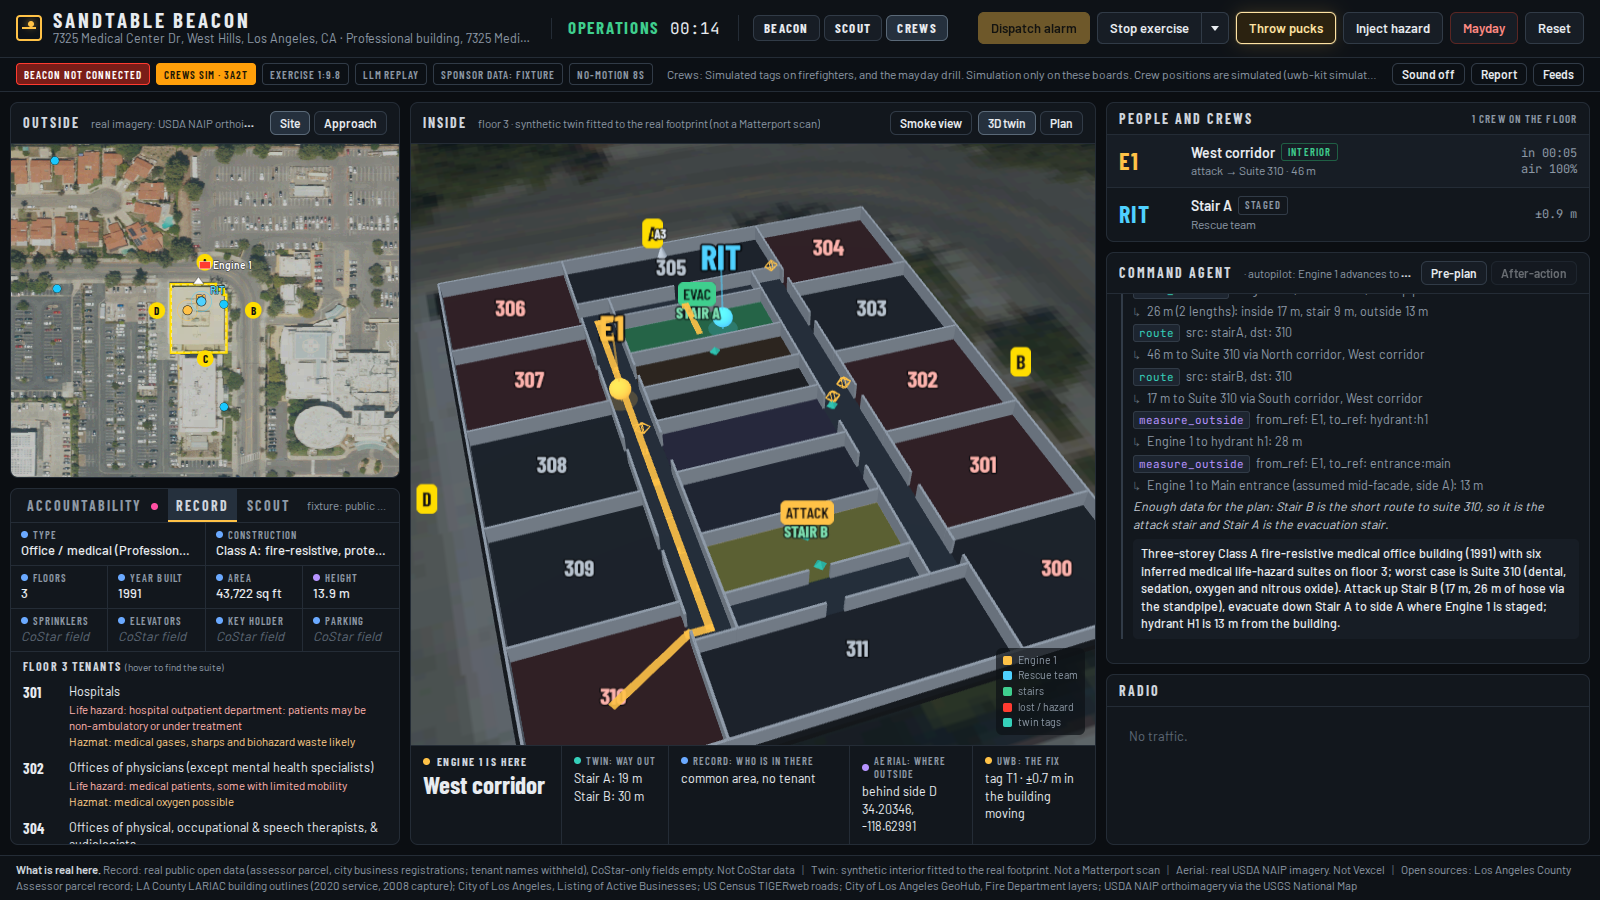 SANDTABLE BEACON
7325 Medical Center Dr, West Hills, Los Angeles, CA · Professional building, 7325 Medi...
OPERATIONS 00:14
BEACON SCOUT CREWS
Dispatch alarm Stop exercise Throw pucks Inject hazard Mayday Reset
BEACON NOT CONNECTED CREWS SIM · 3A2T EXERCISE 1:9.8 LLM REPLAY SPONSOR DATA: FIXTURE NO-MOTION 8S Crews: Simulated tags on firefighters, and the mayday drill. Simulation only on these boards. Crew positions are simulated (uwb-kit simulat... Sound off Report Feeds
OUTSIDE real imagery: USDA NAIP orthoi... Site Approach
Engine 1
D
B
C
ACCOUNTABILITY RECORD SCOUT fixture: public ...
TYPE CONSTRUCTION
Office / medical (Profession... Class A: fire-resistive, prote...
FLOORS YEAR BUILT AREA HEIGHT
3 1991 43,722 sq ft 13.9 m
SPRINKLERS ELEVATORS KEY HOLDER PARKING
CoStar field CoStar field CoStar field CoStar field
FLOOR 3 TENANTS (hover to find the suite)
301 Hospitals
Life hazard: hospital outpatient department: patients may be
non-ambulatory or under treatment
Hazmat: medical gases, sharps and biohazard waste likely
302 Offices of physicians (except mental health specialists)
Life hazard: medical patients, some with limited mobility
Hazmat: medical oxygen possible
304 Offices of physical, occupational & speech therapists, &
audiologists
INSIDE floor 3 · synthetic twin fitted to the real footprint (not a Matterport scan) Smoke view 3D twin Plan
A3
304
305 RIT
EVAC
STAIR A
306
303
E1
307
302
B
308
301
D
ATTACK
STAIR B
309
300
311
310
Engine 1
Rescue team
stairs
lost / hazard
twin tags
ENGINE 1 IS HERE
West corridor
TWIN: WAY OUT
Stair A: 19 m
Stair B: 30 m
RECORD: WHO IS IN THERE
common area, no tenant
AERIAL: WHERE
OUTSIDE
behind side D
34.20346,
-118.62991
UWB: THE FIX
tag T1 · ±0.7 m in
the building
moving
PEOPLE AND CREWS 1 CREW ON THE FLOOR
E1 West corridor INTERIOR in 00:05
attack → Suite 310 · 46 m air 100%
RIT Stair A STAGED ±0.9 m
Rescue team
COMMAND AGENT · autopilot: Engine 1 advances to ... Pre-plan After-action
↳ 26 m (2 lengths): inside 17 m, stair 9 m, outside 13 m
route src: stairA, dst: 310
↳ 46 m to Suite 310 via North corridor, West corridor
route src: stairB, dst: 310
↳ 17 m to Suite 310 via South corridor, West corridor
measure_outside from_ref: E1, to_ref: hydrant:h1
↳ Engine 1 to hydrant h1: 28 m
measure_outside from_ref: E1, to_ref: entrance:main
↳ Engine 1 to Main entrance (assumed mid-facade, side A): 13 m
Enough data for the plan: Stair B is the short route to suite 310, so it is the
attack stair and Stair A is the evacuation stair.
Three-storey Class A fire-resistive medical office building (1991) with six
inferred medical life-hazard suites on floor 3; worst case is Suite 310 (dental,
sedation, oxygen and nitrous oxide). Attack up Stair B (17 m, 26 m of hose via
the standpipe), evacuate down Stair A to side A where Engine 1 is staged;
hydrant H1 is 13 m from the building.
RADIO
No traffic.
What is real here. Record: real public open data (assessor parcel, city business registrations; tenant names withheld), CoStar-only fields empty. Not CoStar data | Twin: synthetic interior fitted to the real footprint. Not a Matterport scan | Aerial: real USDA NAIP imagery. Not Vexcel | Open sources: Los Angeles County
Assessor parcel record; LA County LARIAC building outlines (2020 service, 2008 capture); City of Los Angeles, Listing of Active Businesses; US Census TIGERweb roads; City of Los Angeles GeoHub, Fire Department layers; USDA NAIP orthoimagery via the USGS National Map